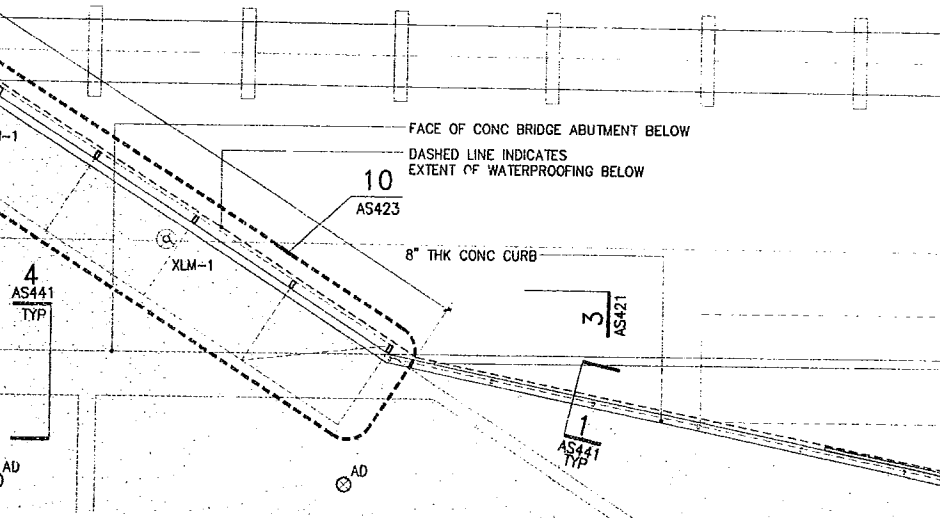 FACE OF CONC BRIDGE ABUTMENT BELOW
DASHED LINE INDICATES
EXTENT OF WATERPROOFING BELOW
10
AS423
XLM-1
8" THK CONC CURB
4
AS441
TYP
3
AS421
1
AS441
TYP
AD
AD